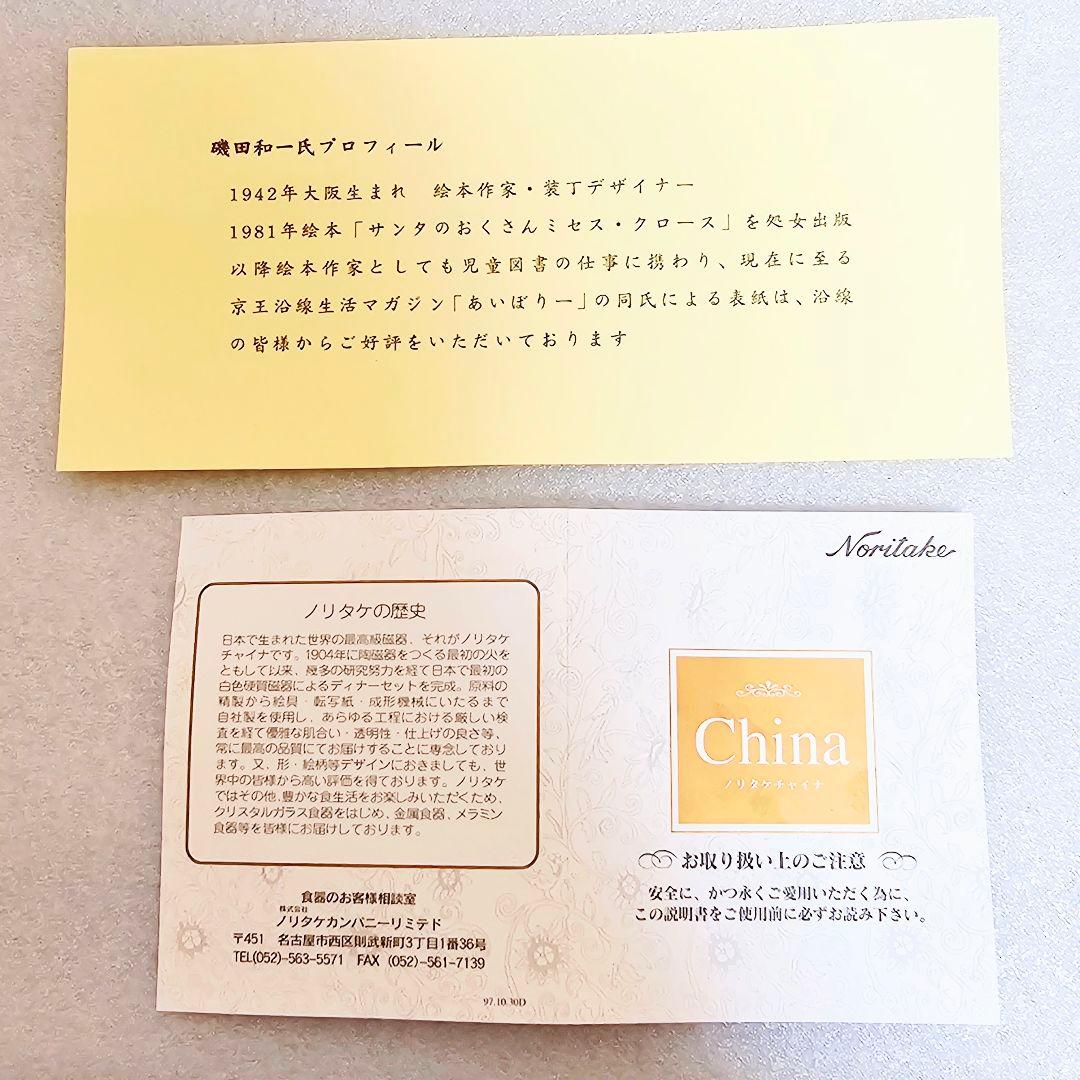 磯田和一氏プロフィール
1942年大阪生まれ 絵本作家・装丁デザイナー
1981年絵本「サンタのおくさんミセス・クロース」を処女出版
以降絵本作家としても児童図書の仕事に携わり、現在に至る
京王沿線生活マガジン「あいぼりー」の同氏による表紙は、沿線
の皆様からご好評をいただいております
ノリタケの歴史
日本で生まれた世界の最高級磁器、それがノリタケ
チャイナです。1904年に陶磁器をつくる最初の火を
ともして以来、幾多の研究努力を経て日本で最初の
白色硬質磁器によるディナーセットを完成。原料の
精製から絵具・転写紙・成形機械にいたるまで
自社製を使用し、あらゆる工程における厳しい検
査を経て優雅な肌合い・透明性・仕上げの良さ等、
常に最高の品質にてお届けすることに専念しており
ます。又、形・絵柄等デザインにおきましても、世
界中の皆様から高い評価を得ております。ノリタケ
ではその他、豊かな食生活をお楽しみいただくため、
クリスタルガラス食器をはじめ、金属食器、メラミン
食器等を皆様にお届けしております。
食器のお客様相談室
株式会社
ノリタケカンパニーリミテド
〒451 名古屋市西区則武新町3丁目1番36号
TEL(052)-563-5571 FAX (052)-561-7139
97.10.30D
Noritake
China
ノリタケチャイナ
お取り扱い上のご注意
安全に、かつ永くご愛用いただく為に、
この説明書をご使用前に必ずお読み下さい。